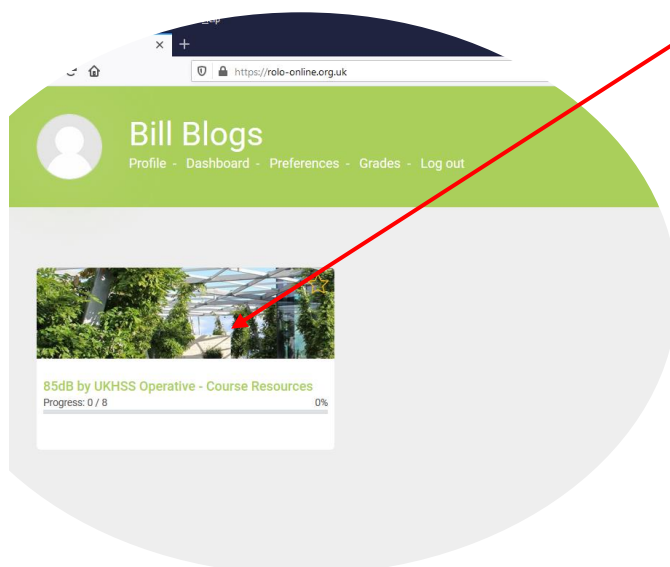 https://rolo-online.org.uk
Bill Blogs
Profile - Dashboard - Preferences - Grades - Log out
85dB by UKHSS Operative - Course Resources
Progress: 0 / 8 0%